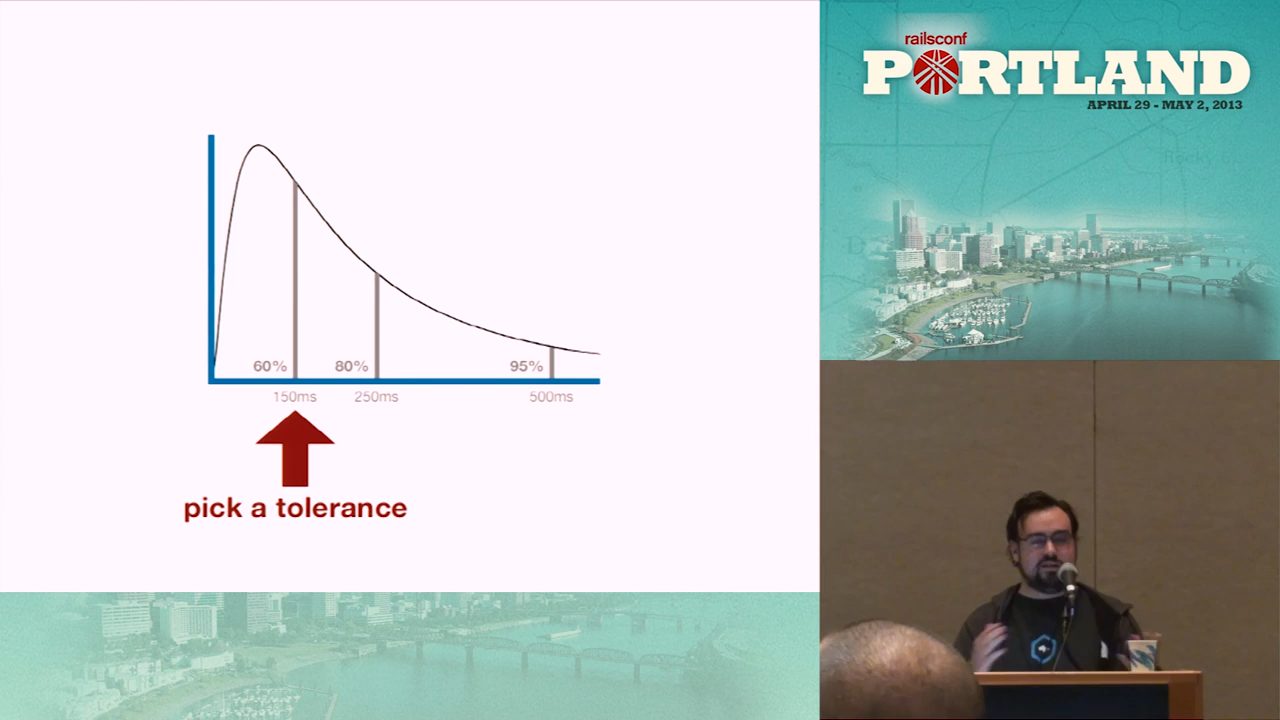 60%
80%
95%
150ms
250ms
500ms
pick a tolerance
railsconf
PORTLAND
APRIL 29 - MAY 2, 2013